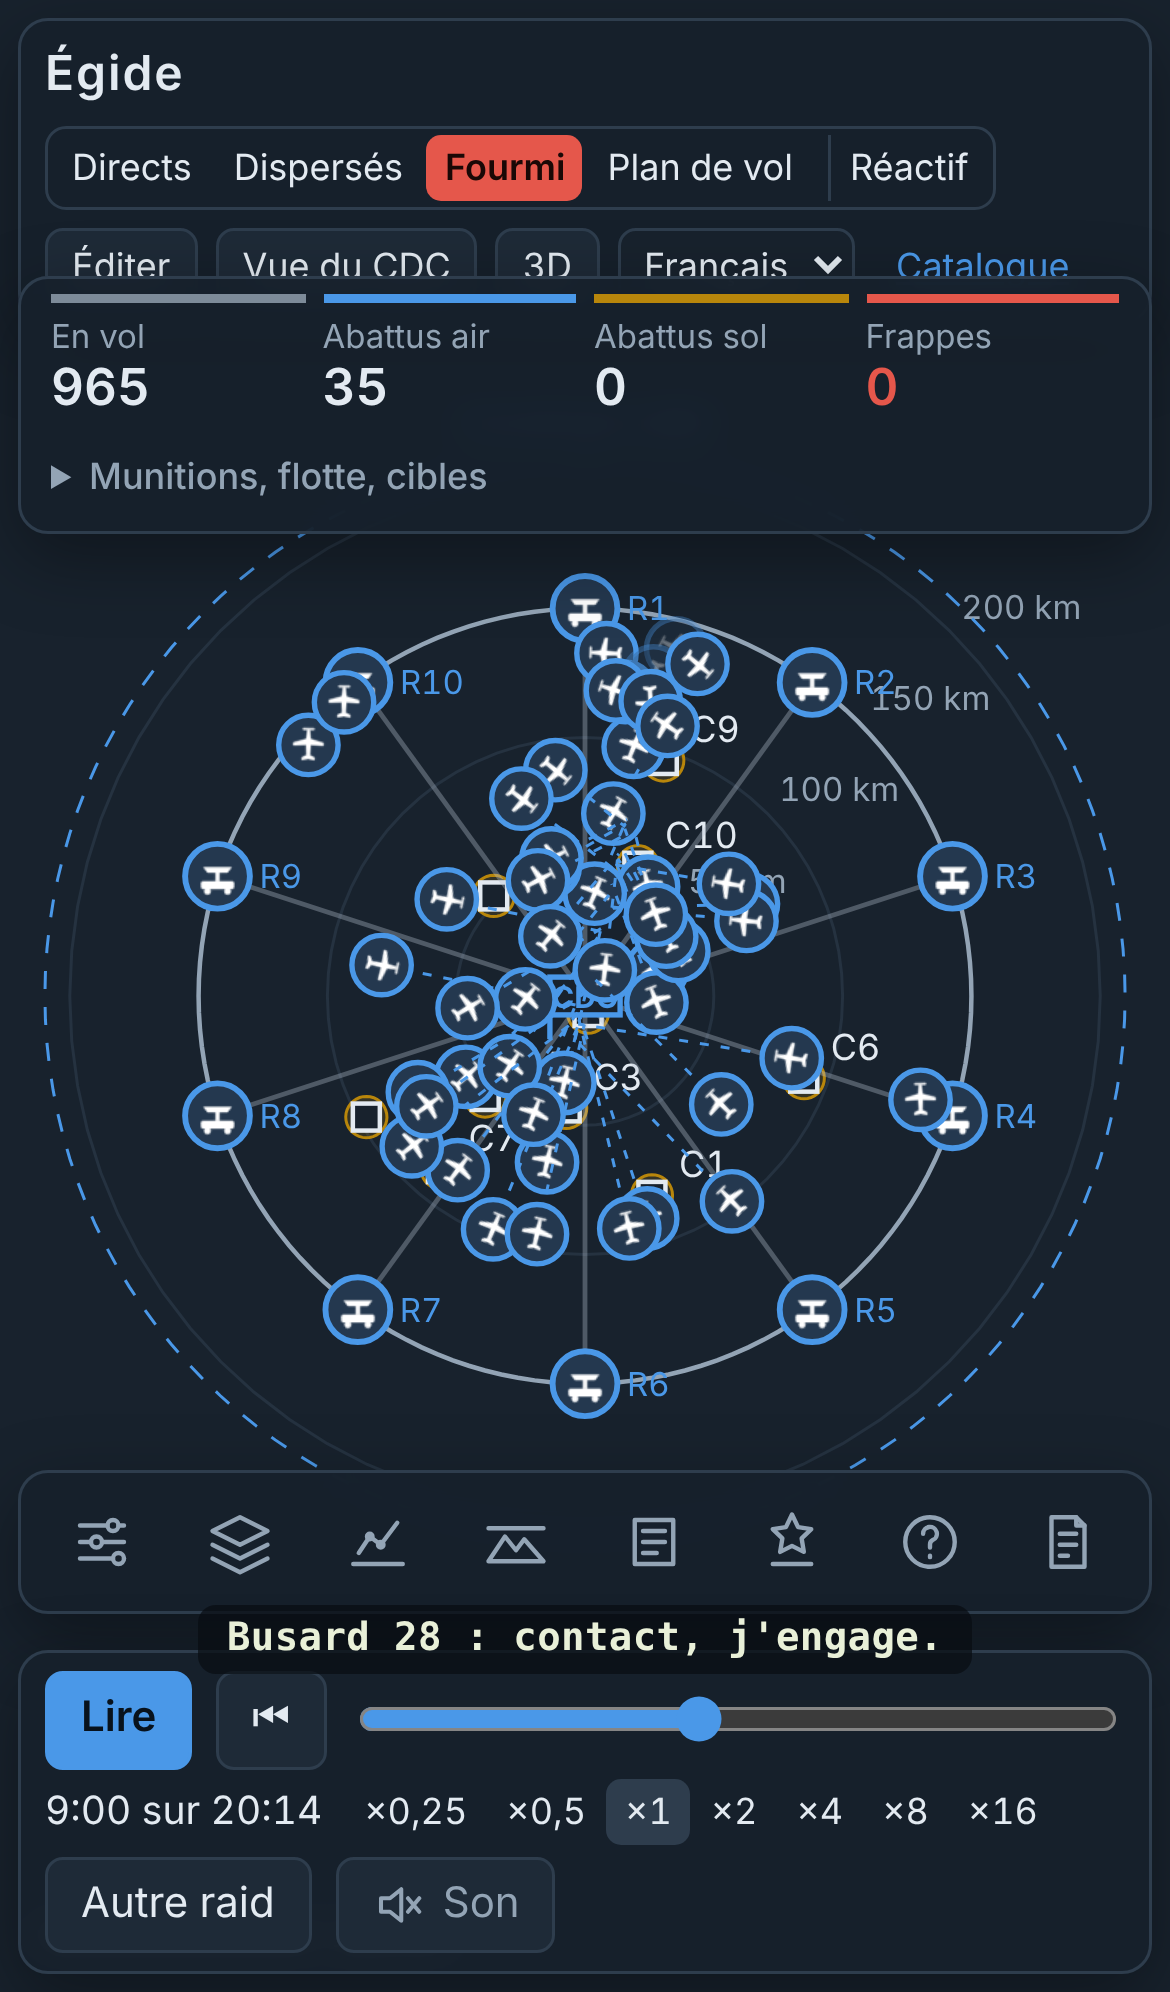 Égide
Directs Dispersés Fourmi Plan de vol Réactif
Éditer Vue du CDC 3D Français Catalogue
En vol Abattus air Abattus sol Frappes
965 35 0 0
Munitions, flotte, cibles
R1
200 km
R10
R2
150 km
C9
100 km
C10
R9
R3
CDC
C6
C3
R8
R4
C7
C1
R7
R5
R6
Busard 28 : contact, j'engage.
Lire
9:00 sur 20:14 ×0,25 ×0,5 ×1 ×2 ×4 ×8 ×16
Autre raid Son